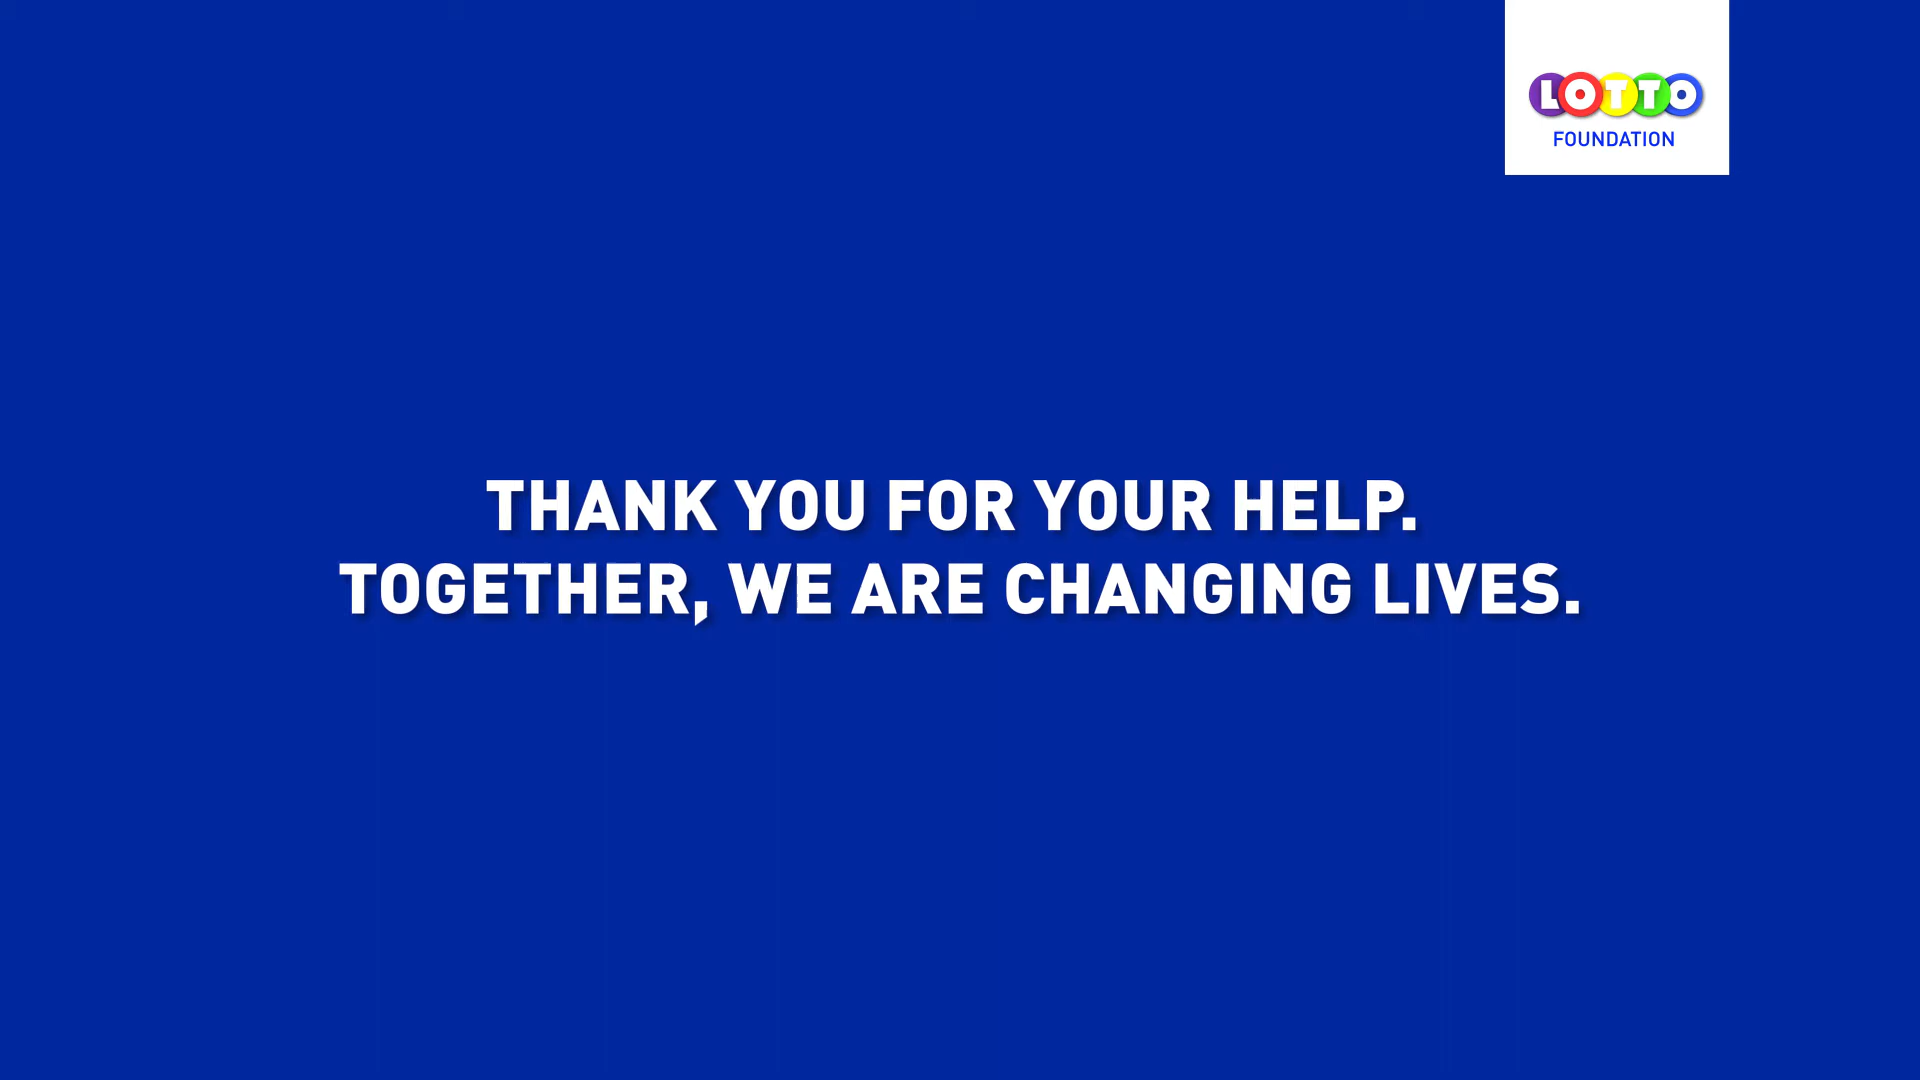 LOTTO
FOUNDATION
THANK YOU FOR YOUR HELP.
TOGETHER, WE ARE CHANGING LIVES.